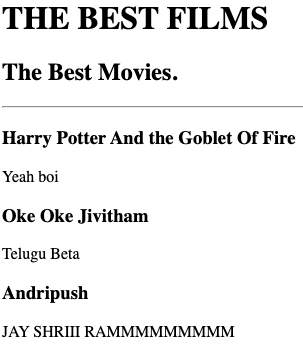 THE BEST FILMS
The Best Movies.
Harry Potter And the Goblet Of Fire
Yeah boi
Oke Oke Jivitham
Telugu Beta
Andripush
JAY SHRIII RAMMMMMMMMM